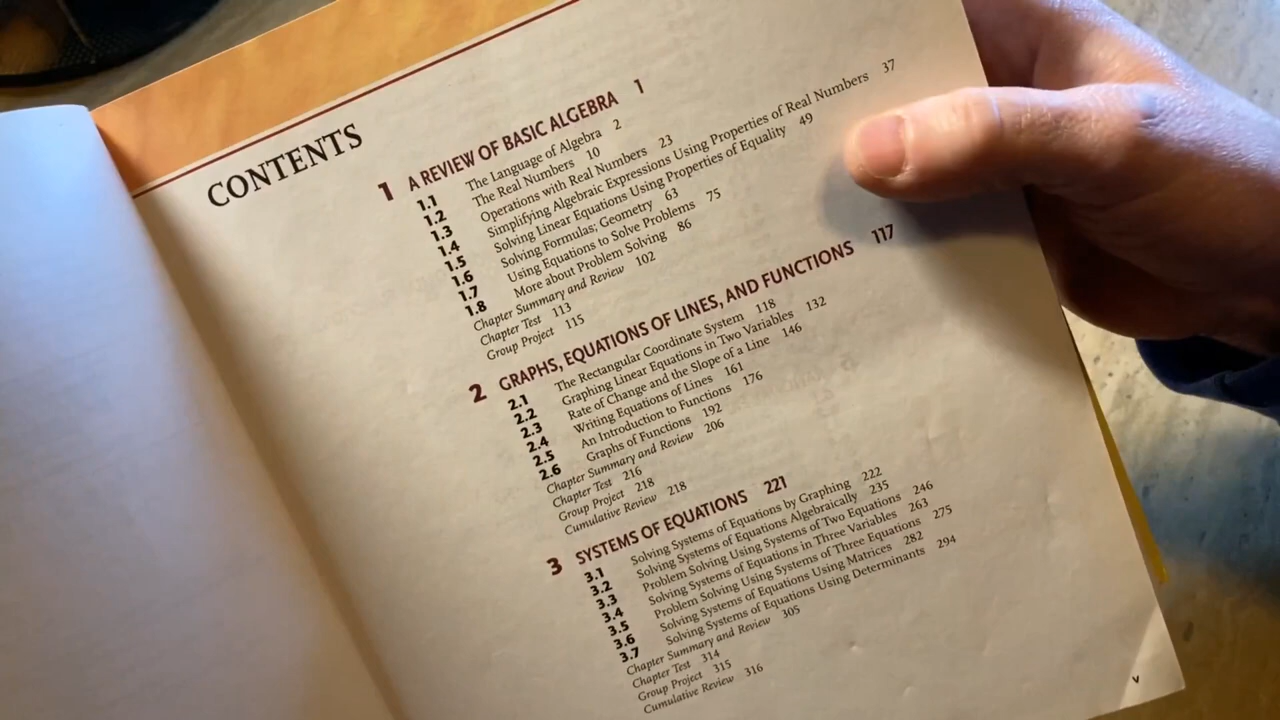 CONTENTS
1 A REVIEW OF BASIC ALGEBRA 1
1.1 The Language of Algebra 2
1.2 The Real Numbers 10
1.3 Operations with Real Numbers 23
1.4 Simplifying Algebraic Expressions Using Properties of Real Numbers 37
1.5 Solving Linear Equations Using Properties of Equality 49
1.6 Solving Formulas; Geometry 63
1.7 Using Equations to Solve Problems 75
1.8 More about Problem Solving 86
Chapter Summary and Review 102
Chapter Test 113
Group Project 115
2 GRAPHS, EQUATIONS OF LINES, AND FUNCTIONS 117
2.1 The Rectangular Coordinate System 118
2.2 Graphing Linear Equations in Two Variables 132
2.3 Rate of Change and the Slope of a Line 146
2.4 Writing Equations of Lines 161
2.5 An Introduction to Functions 176
2.6 Graphs of Functions 192
Chapter Summary and Review 206
Chapter Test 216
Group Project 218
Cumulative Review 218
3 SYSTEMS OF EQUATIONS 221
3.1 Solving Systems of Equations by Graphing 222
3.2 Solving Systems of Equations Algebraically 235
3.3 Problem Solving Using Systems of Two Equations 246
3.4 Solving Systems of Equations in Three Variables 263
3.5 Problem Solving Using Systems of Three Equations 275
3.6 Solving Systems of Equations Using Matrices 282
3.7 Solving Systems of Equations Using Determinants 294
Chapter Summary and Review 305
Chapter Test 314
Group Project 315
Cumulative Review 316
v